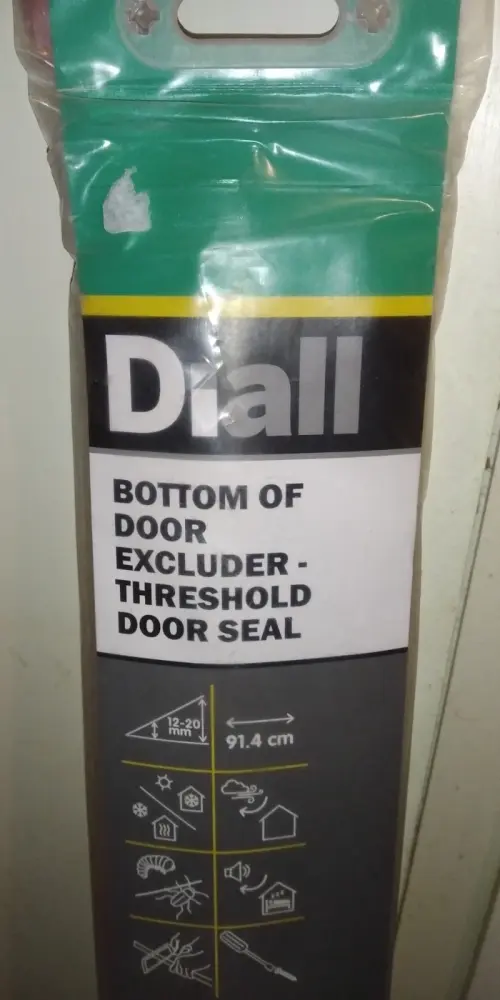 Diall
BOTTOM OF
DOOR
EXCLUDER -
THRESHOLD
DOOR SEAL
12-20
mm
91.4 cm